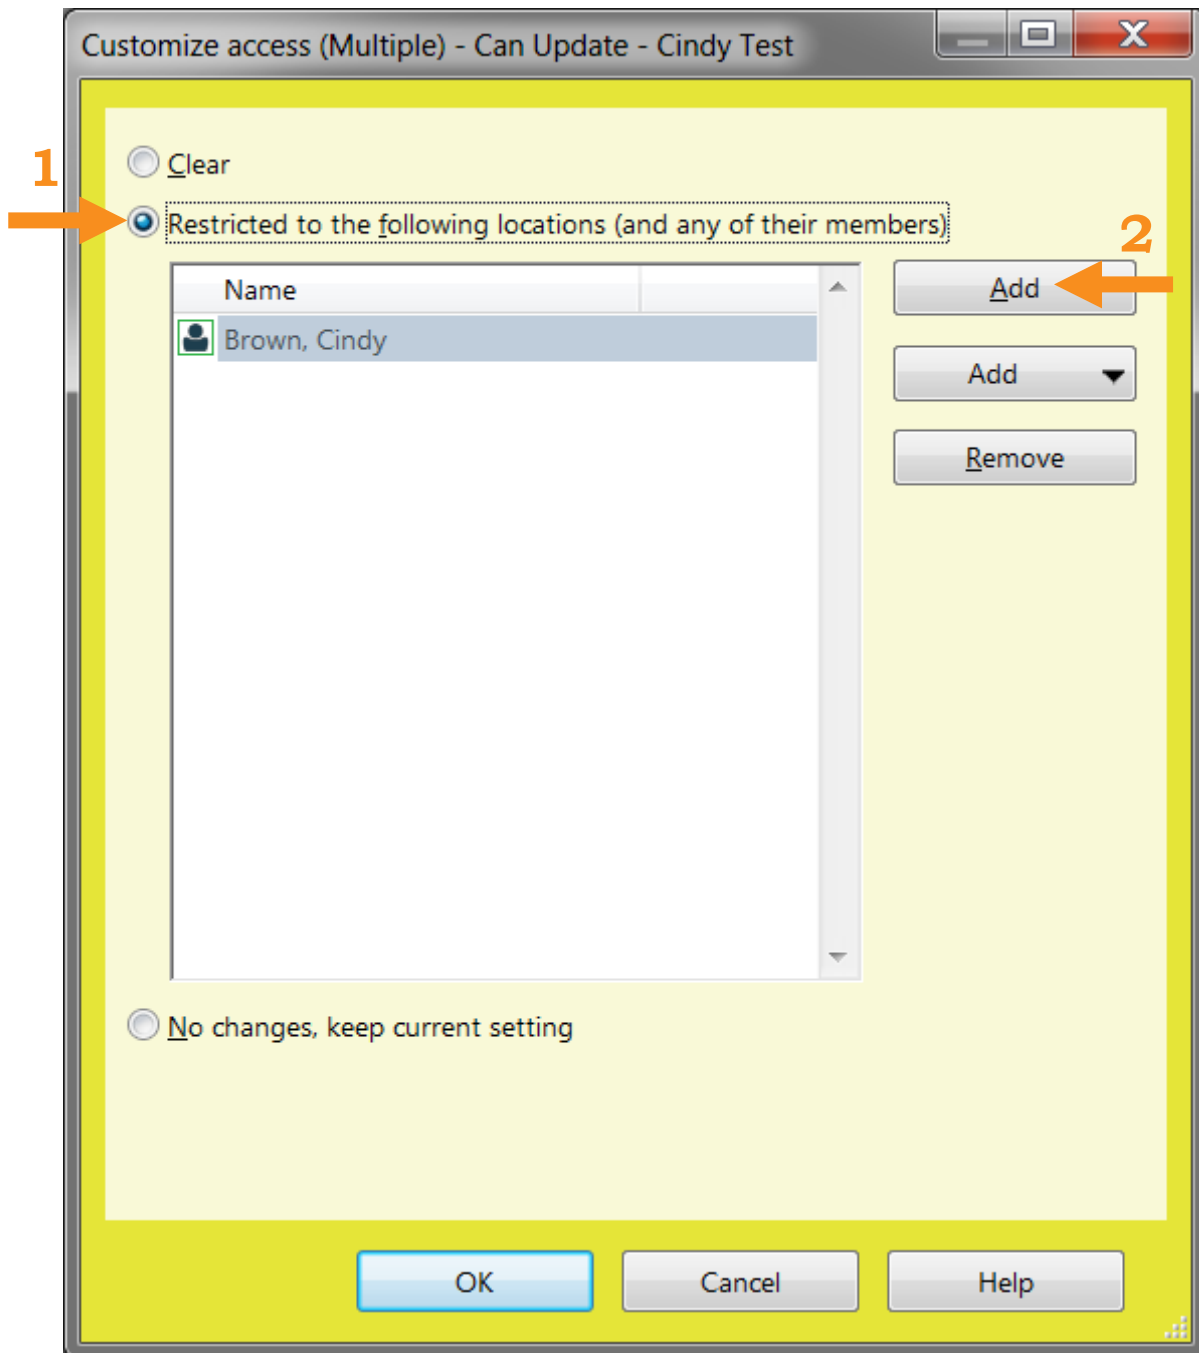 Customize access (Multiple) - Can Update - Cindy Test
1
Clear
Restricted to the following locations (and any of their members)
2
Name
Add
Brown, Cindy
Add
Remove
No changes, keep current setting
OK
Cancel
Help